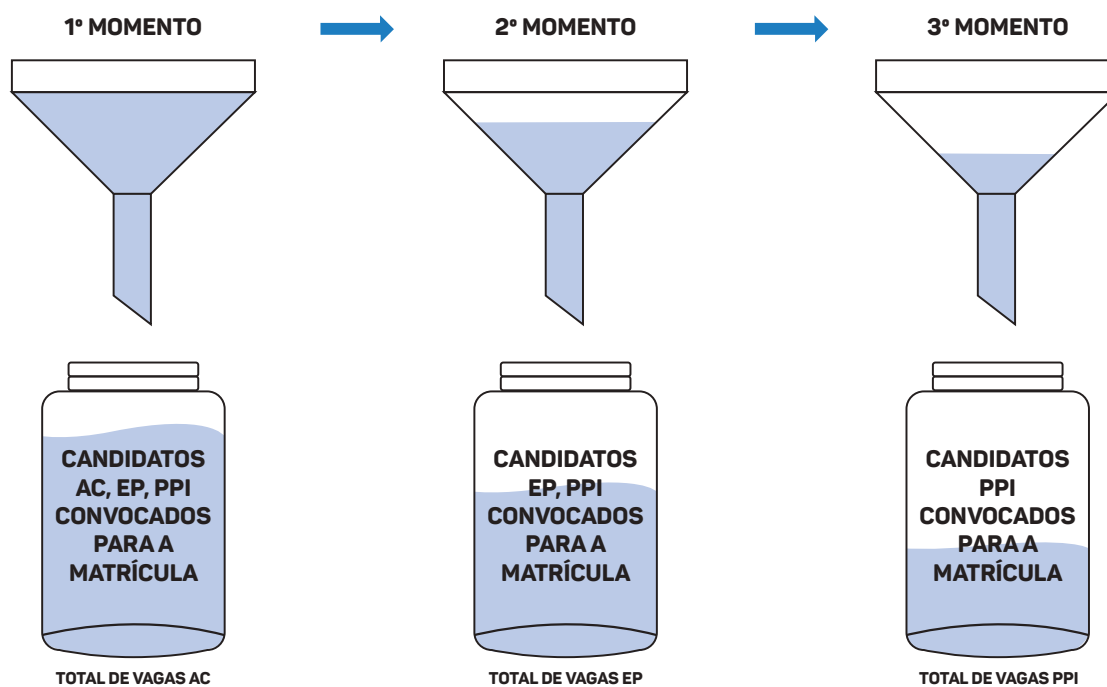 1º MOMENTO
2º MOMENTO
3º MOMENTO
CANDIDATOS
AC, EP, PPI
CONVOCADOS
PARA A
MATRÍCULA
CANDIDATOS
EP, PPI
CONVOCADOS
PARA A
MATRÍCULA
CANDIDATOS
PPI
CONVOCADOS
PARA A
MATRÍCULA
TOTAL DE VAGAS AC
TOTAL DE VAGAS EP
TOTAL DE VAGAS PPI